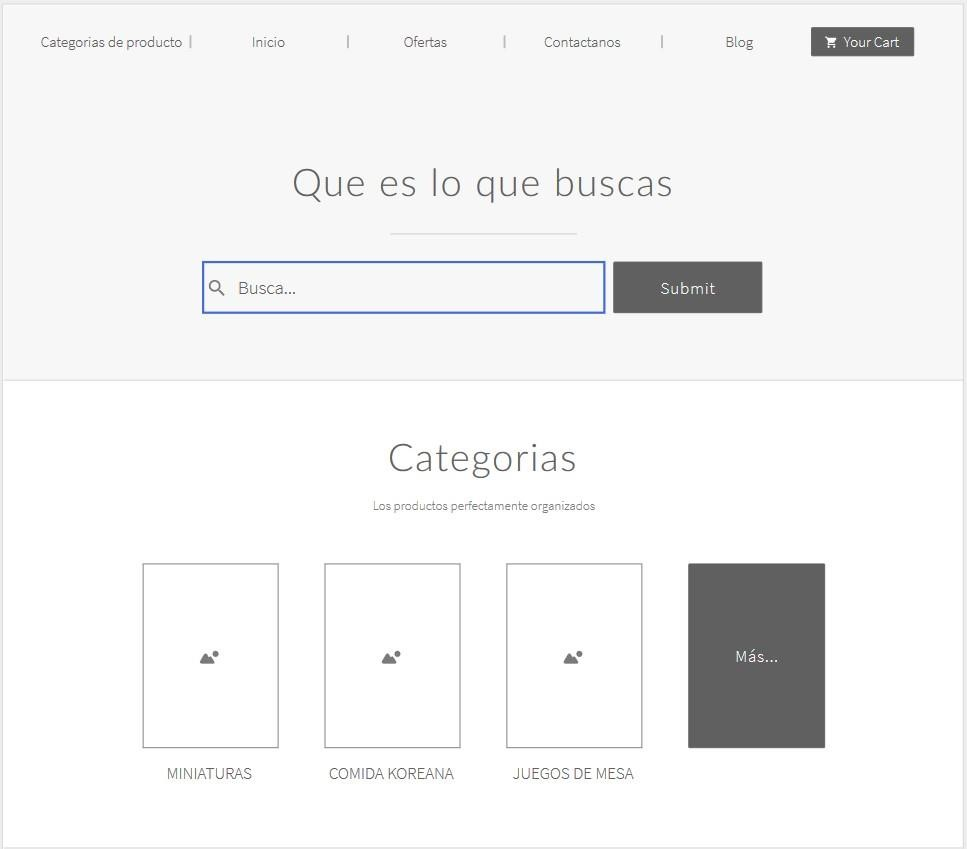 Categorias de producto | Inicio | Ofertas | Contactanos | Blog Your Cart
Que es lo que buscas
Busca... Submit
Categorias
Los productos perfectamente organizados
Más...
MINIATURAS COMIDA KOREANA JUEGOS DE MESA